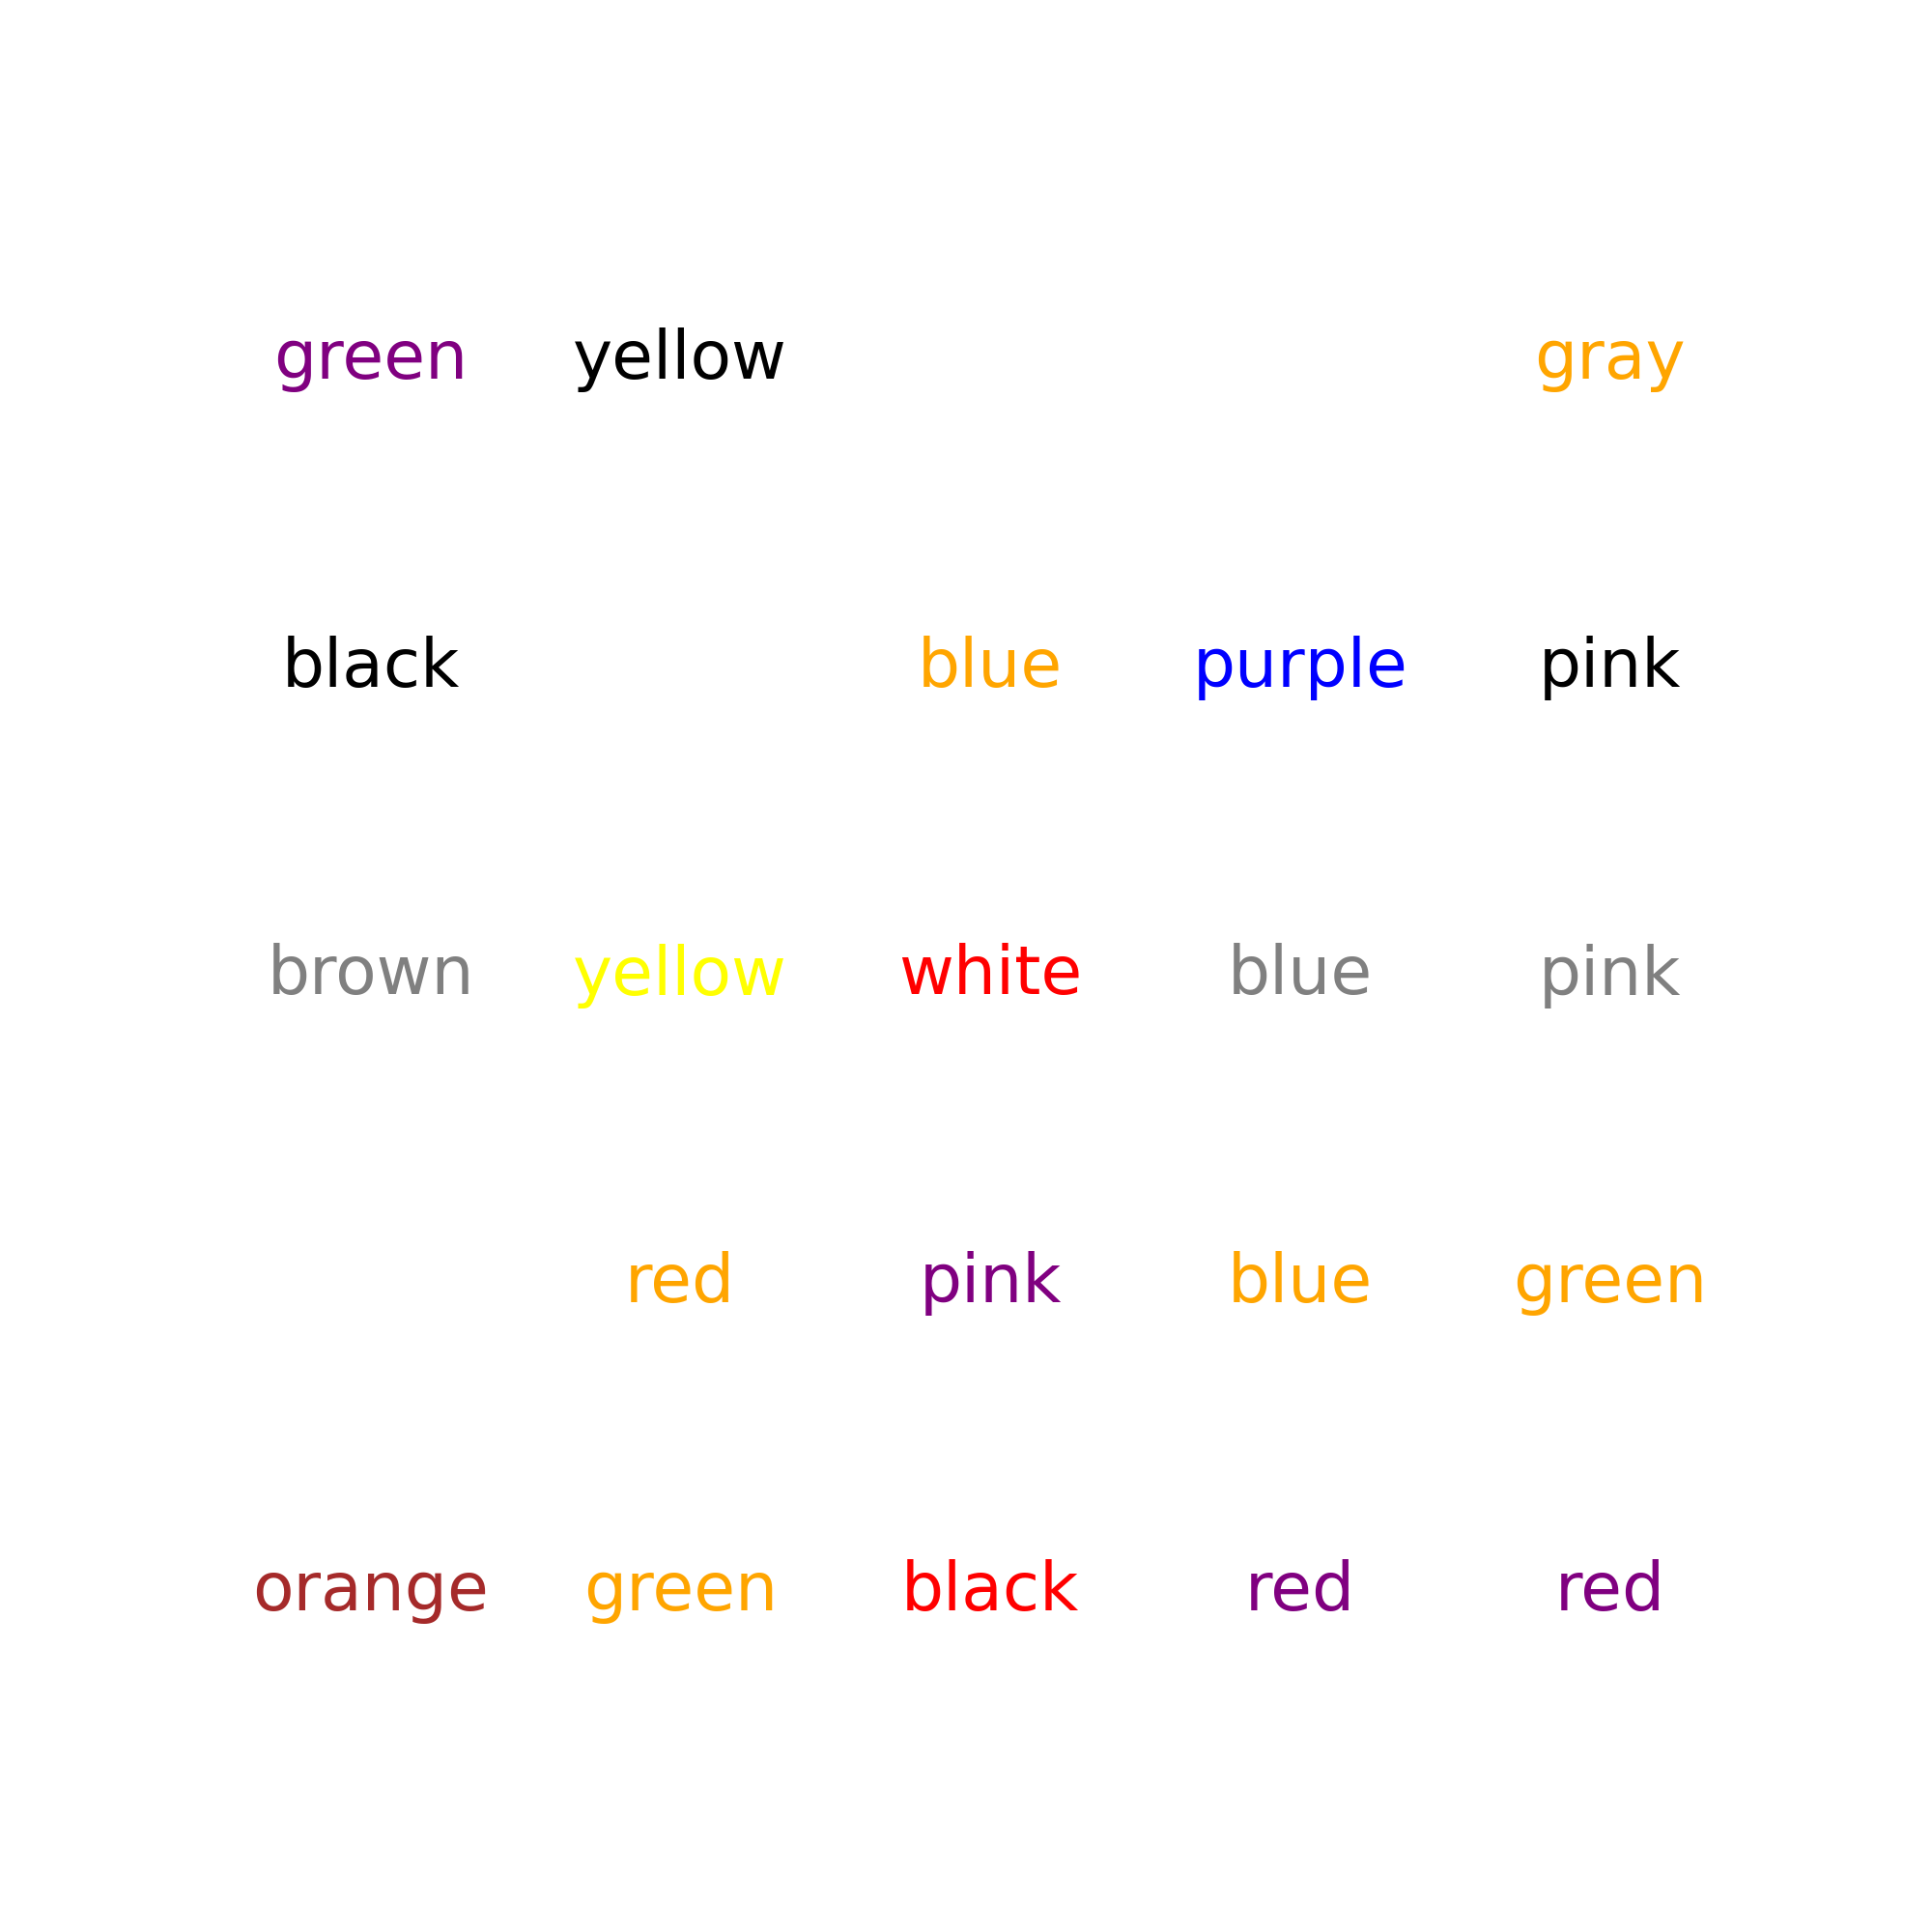 green yellow gray
black blue purple pink
brown yellow white blue pink
red pink blue green
orange green black red red